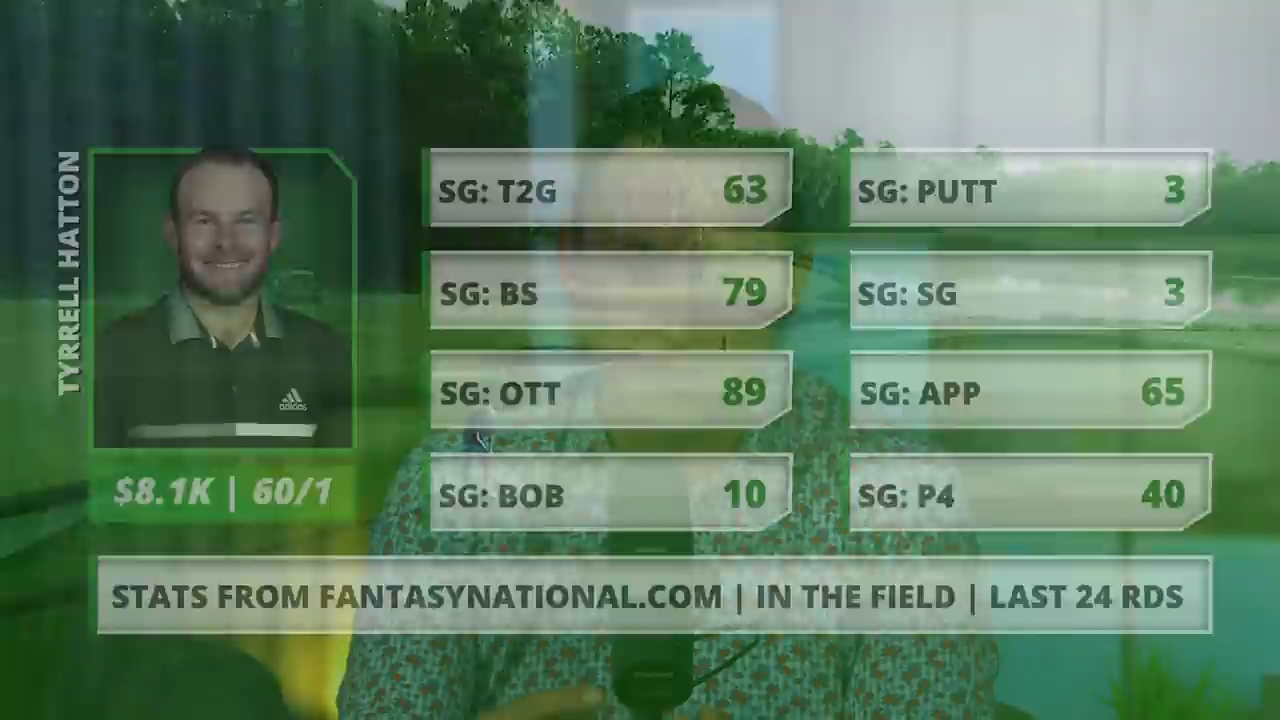 TYRRELL HATTON
adidas
$8.1K | 60/1
SG: T2G 63
SG: PUTT 3
SG: BS 79
SG: SG 3
SG: OTT 89
SG: APP 65
SG: BOB 10
SG: P4 40
STATS FROM FANTASYNATIONAL.COM | IN THE FIELD | LAST 24 RDS